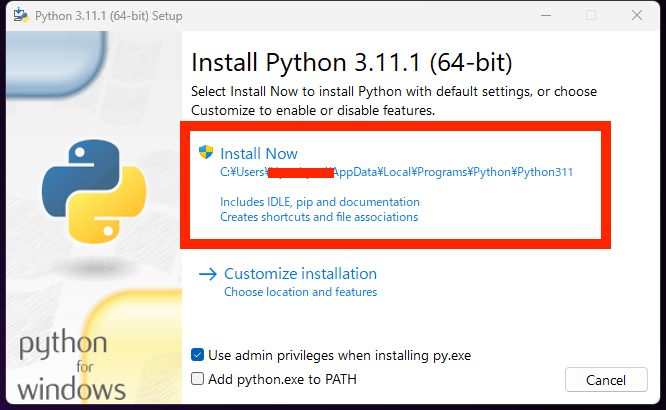 Python 3.11.1 (64-bit) Setup
Install Python 3.11.1 (64-bit)
Select Install Now to install Python with default settings, or choose
Customize to enable or disable features.
Install Now
C:¥Users¥ ¥AppData¥Local¥Programs¥Python¥Python311
Includes IDLE, pip and documentation
Creates shortcuts and file associations
→ Customize installation
Choose location and features
python
for
windows
Use admin privileges when installing py.exe
Add python.exe to PATH
Cancel